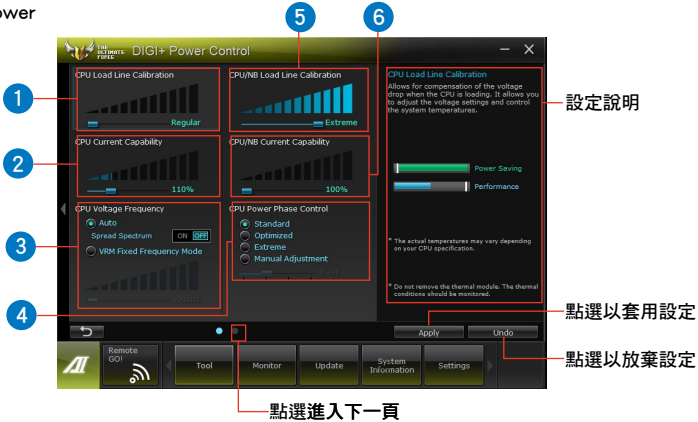 ower
5
6
THE ULTIMATE FORCE DIGI+ Power Control
CPU Load Line Calibration
Regular
CPU/NB Load Line Calibration
Extreme
CPU Load Line Calibration
Allows for compensation of the voltage
drop when the CPU is loading. It allows you
to adjust the voltage settings and control
the system temperatures.
1
設定說明
CPU Current Capability
110%
CPU/NB Current Capability
100%
2
Power Saving
Performance
CPU Voltage Frequency
Auto
Spread Spectrum ON OFF
VRM Fixed Frequency Mode
3
CPU Power Phase Control
Standard
Optimized
Extreme
Manual Adjustment
Fast
* The actual temperatures may vary depending
on your CPU specification.
* Do not remove the thermal module. The thermal
conditions should be monitored.
4
Apply
Undo
點選以套用設定
點選以放棄設定
Remote
GO!
Tool
Monitor
Update
System
Information
Settings
點選進入下一頁